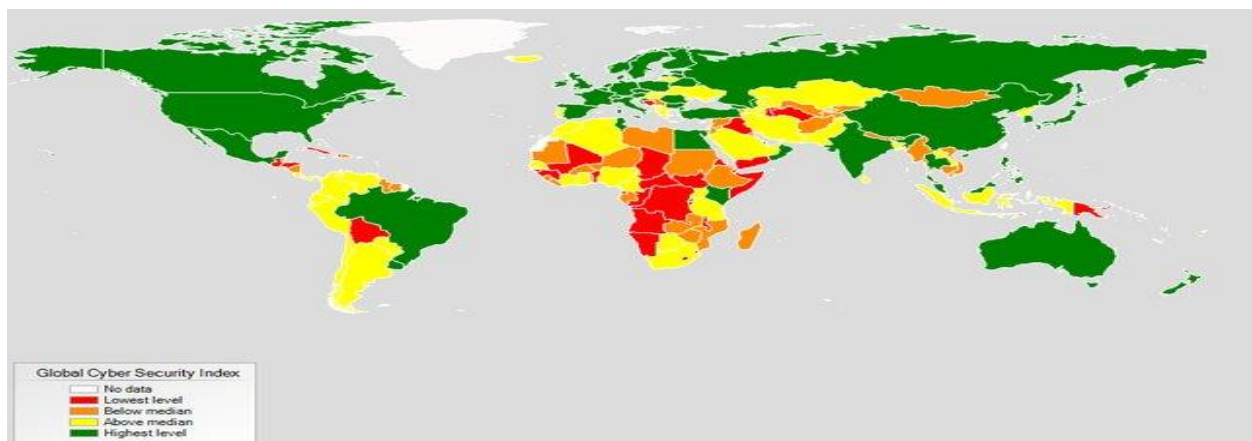 Global Cyber Security Index
No data
Lowest level
Below median
Above median
Highest level